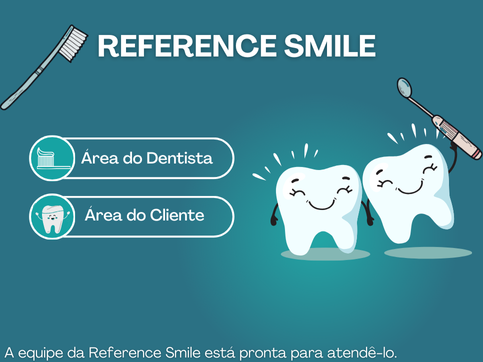 REFERENCE SMILE
Área do Dentista
Área do Cliente
A equipe da Reference Smile está pronta para atendê-lo.